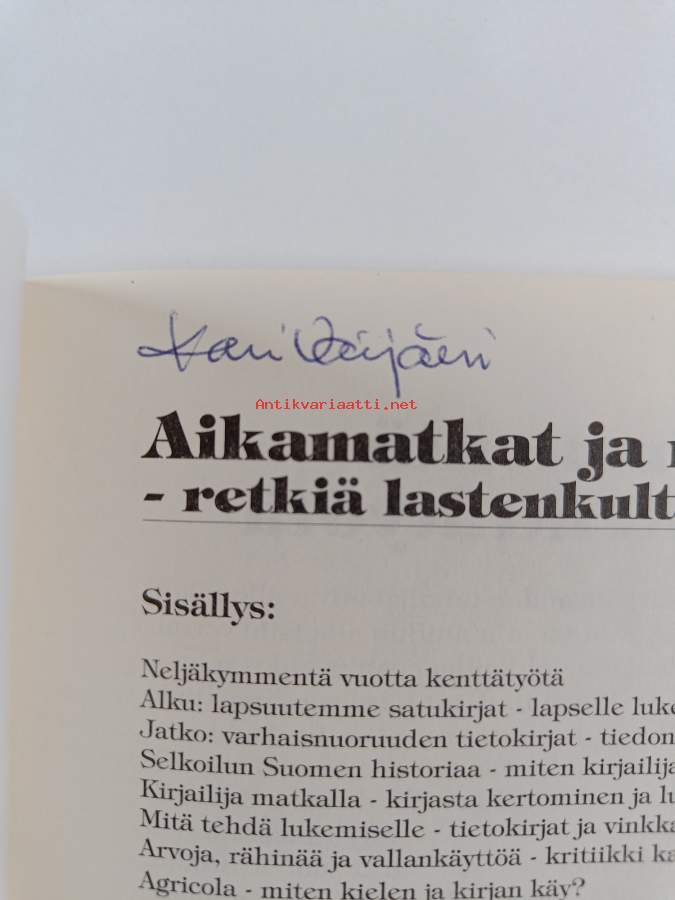 Kari
Antikvariaatti.net
Aikamatkat ja
- retkiä lastenkult
Sisällys:
Neljäkymmentä vuotta kenttätyötä
Alku: lapsuutemme satukirjat - lapselle luke
Jatko: varhaisnuoruuden tietokirjat - tiedon
Selkoilun Suomen historiaa - miten kirjailija
Kirjailija matkalla - kirjasta kertominen ja lu
Mitä tehdä lukemiselle - tietokirjat ja vinkka
Arvoja, rähinää ja vallankäyttöä - kritiikki ka
Agricola - miten kielen ja kirjan käy?